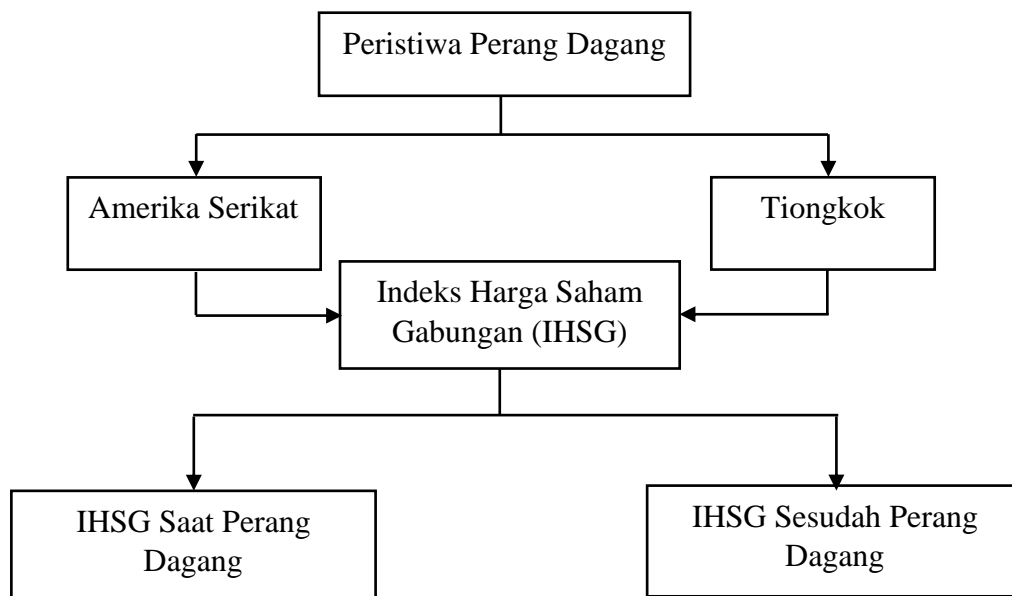 Peristiwa Perang Dagang
Amerika Serikat
Tiongkok
Indeks Harga Saham
Gabungan (IHSG)
IHSG Saat Perang
Dagang
IHSG Sesudah Perang
Dagang